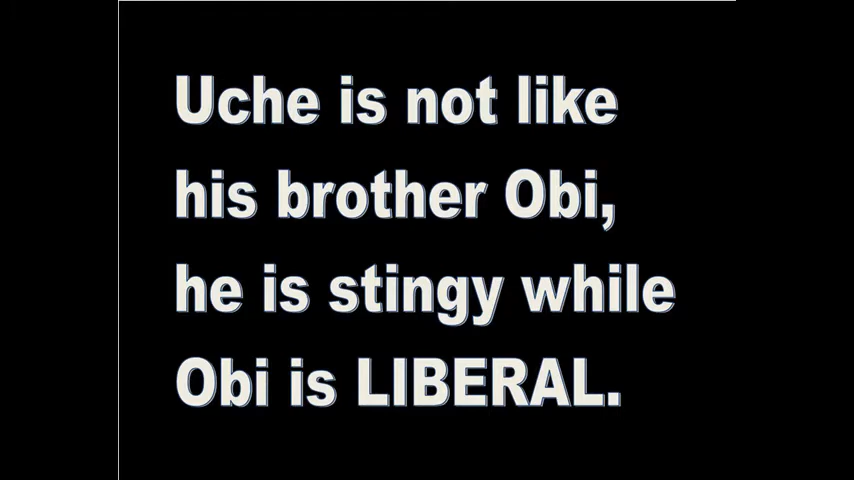 Uche is not like
his brother Obi,
he is stingy while
Obi is LIBERAL.